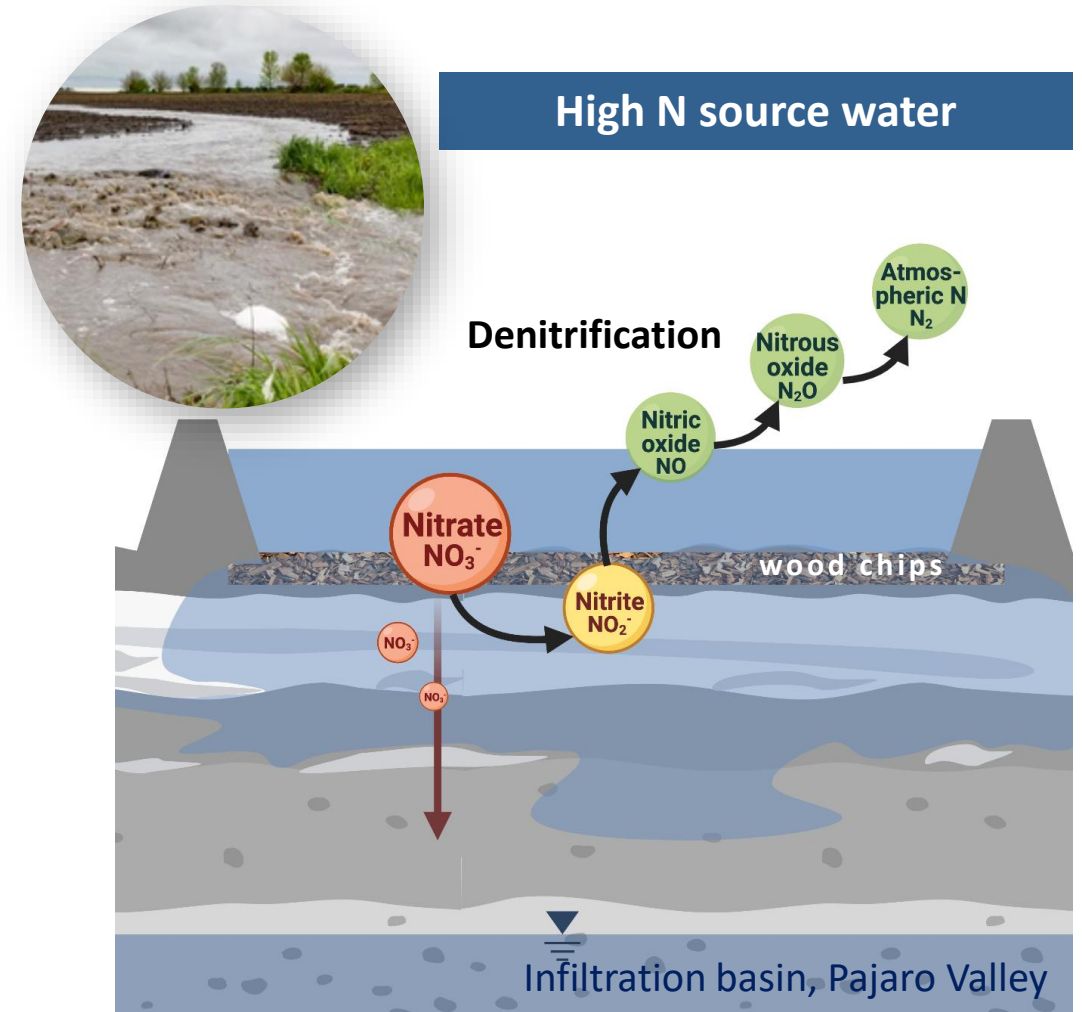 High N source water
Denitrification
Atmos-
pheric N
N₂
Nitrous
oxide
N₂O
Nitric
oxide
NO
Nitrate
NO₃⁻
wood chips
Nitrite
NO₂⁻
NO₃⁻
NO₃⁻
Infiltration basin, Pajaro Valley